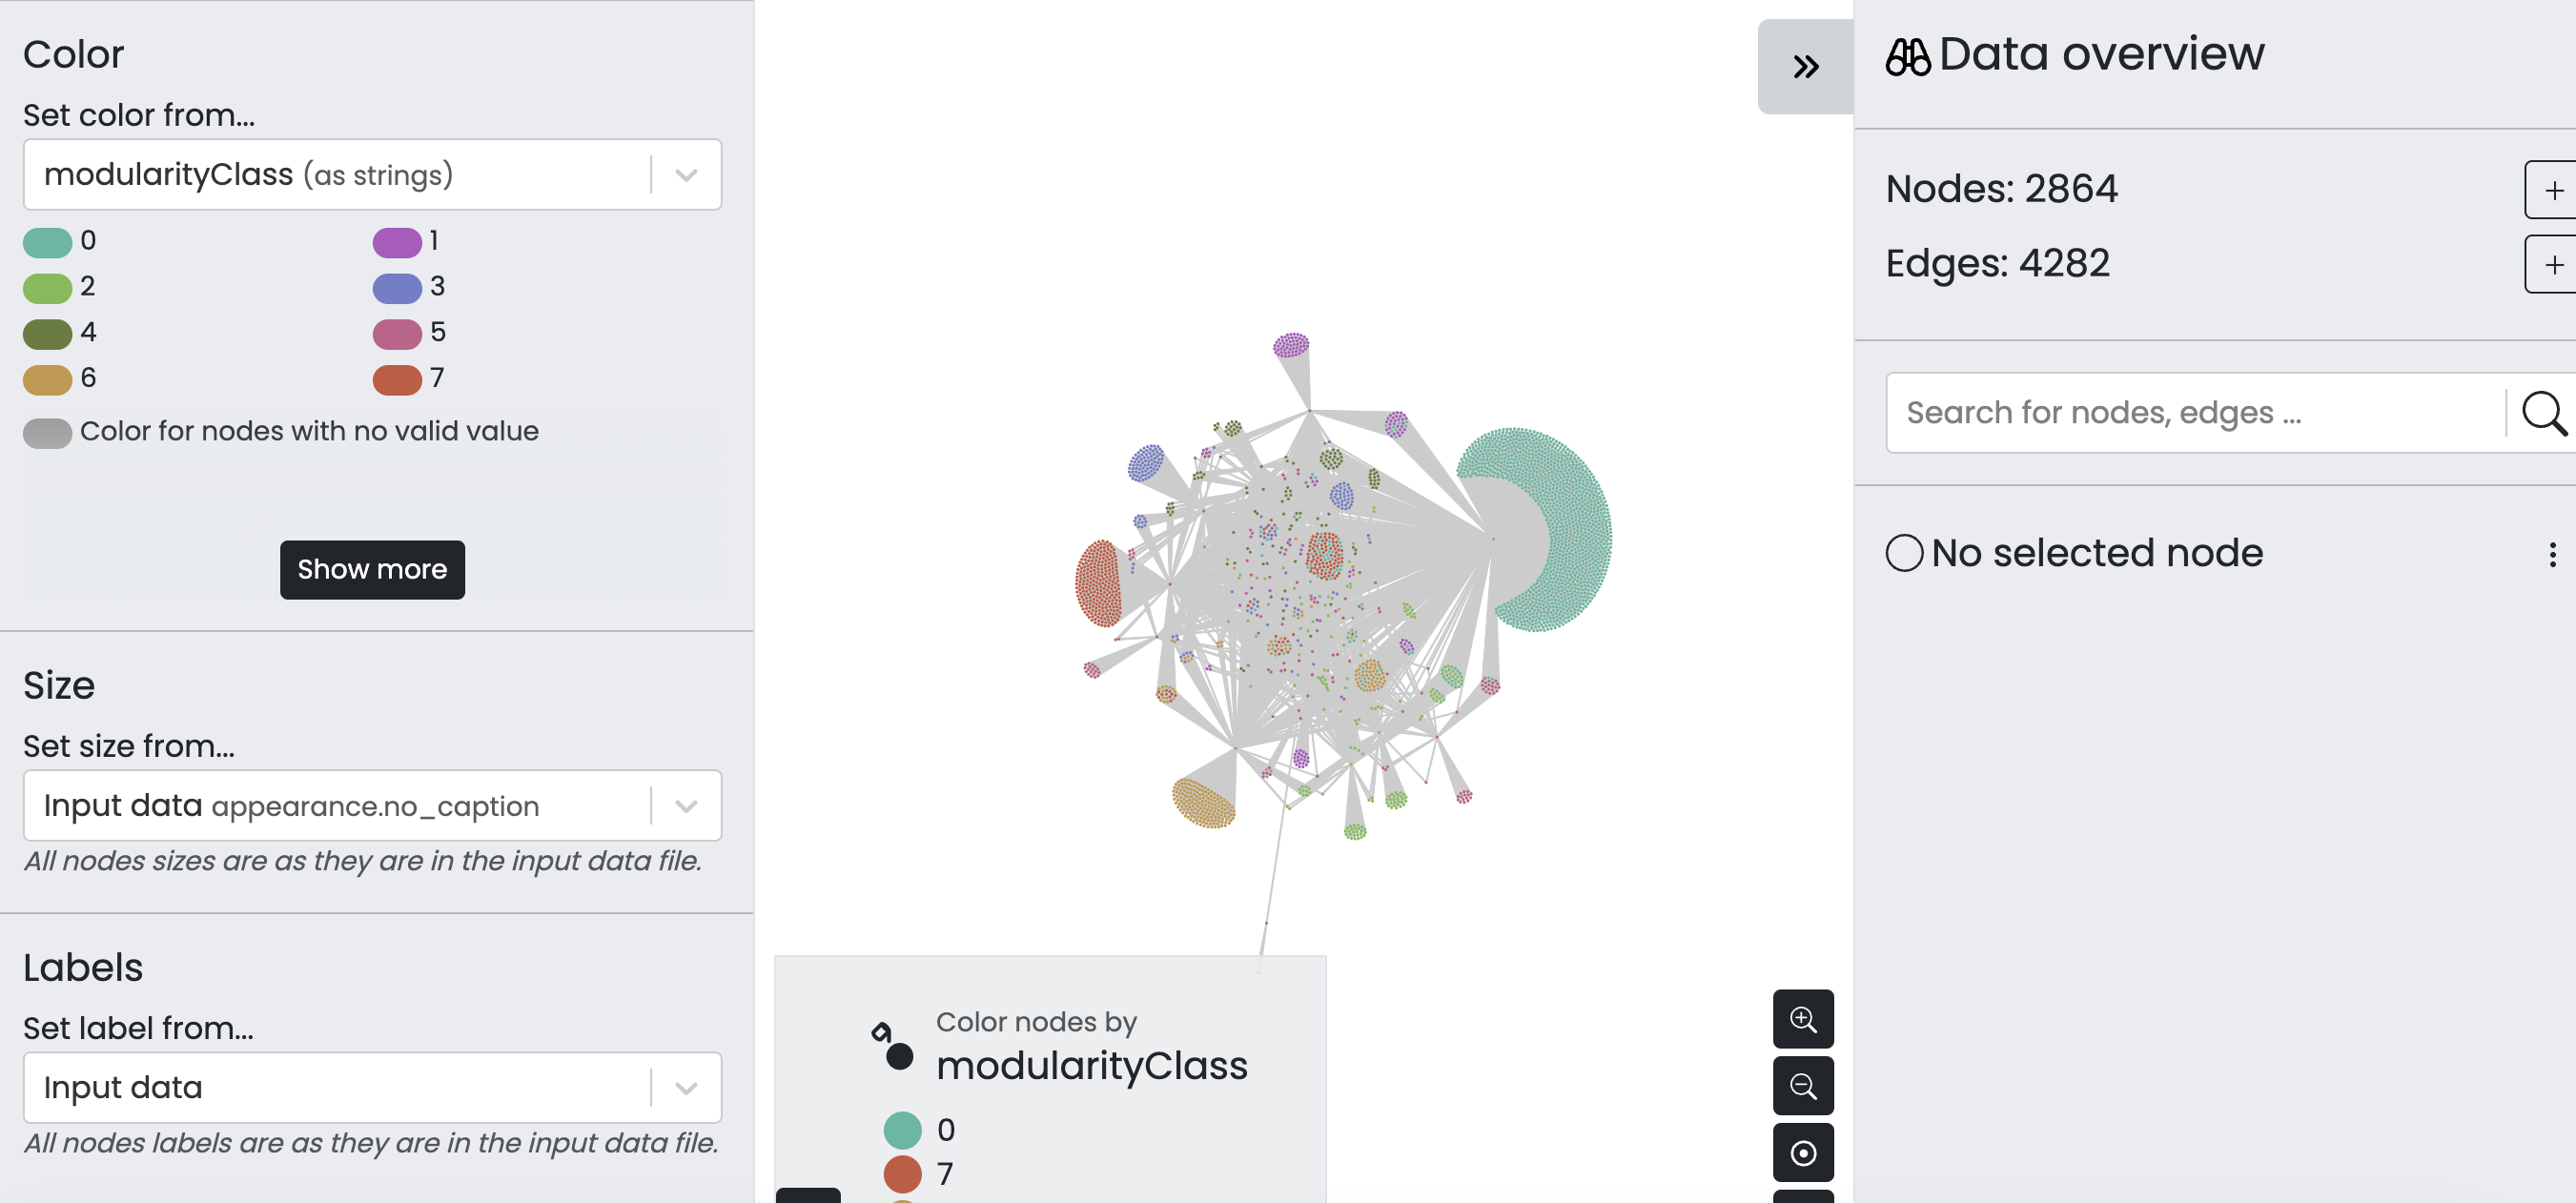 Color
Set color from...
modularityClass (as strings)
0
1
2
3
4
5
6
7
Color for nodes with no valid value
Show more
Size
Set size from...
Input data appearance.no_caption
All nodes sizes are as they are in the input data file.
Labels
Set label from...
Input data
All nodes labels are as they are in the input data file.
Color nodes by
modularityClass
0
7
Data overview
Nodes: 2864
Edges: 4282
Search for nodes, edges ...
No selected node